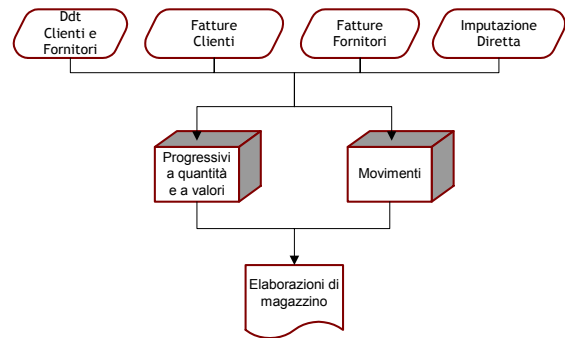 Ddt
Clienti e
Fornitori
Fatture
Clienti
Fatture
Fornitori
Imputazione
Diretta
Progressivi
a quantità
e a valori
Movimenti
Elaborazioni di
magazzino